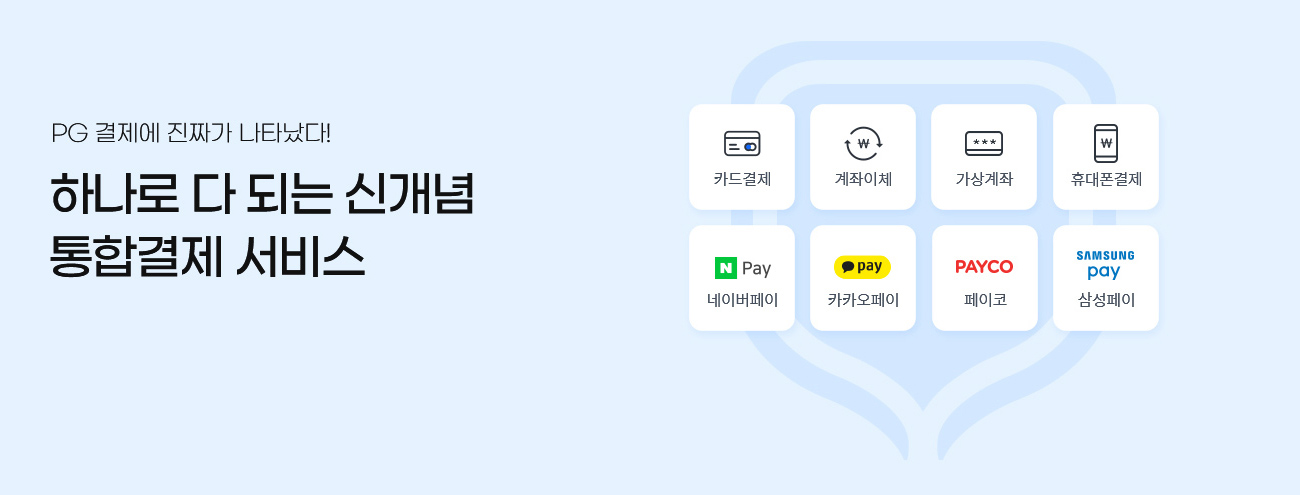 PG 결제에 진짜가 나타났다!
하나로 다 되는 신개념
통합결제 서비스
₩ *** ₩
카드결제 계좌이체 가상계좌 휴대폰결제
N Pay pay PAYCO SAMSUNG pay
네이버페이 카카오페이 페이코 삼성페이